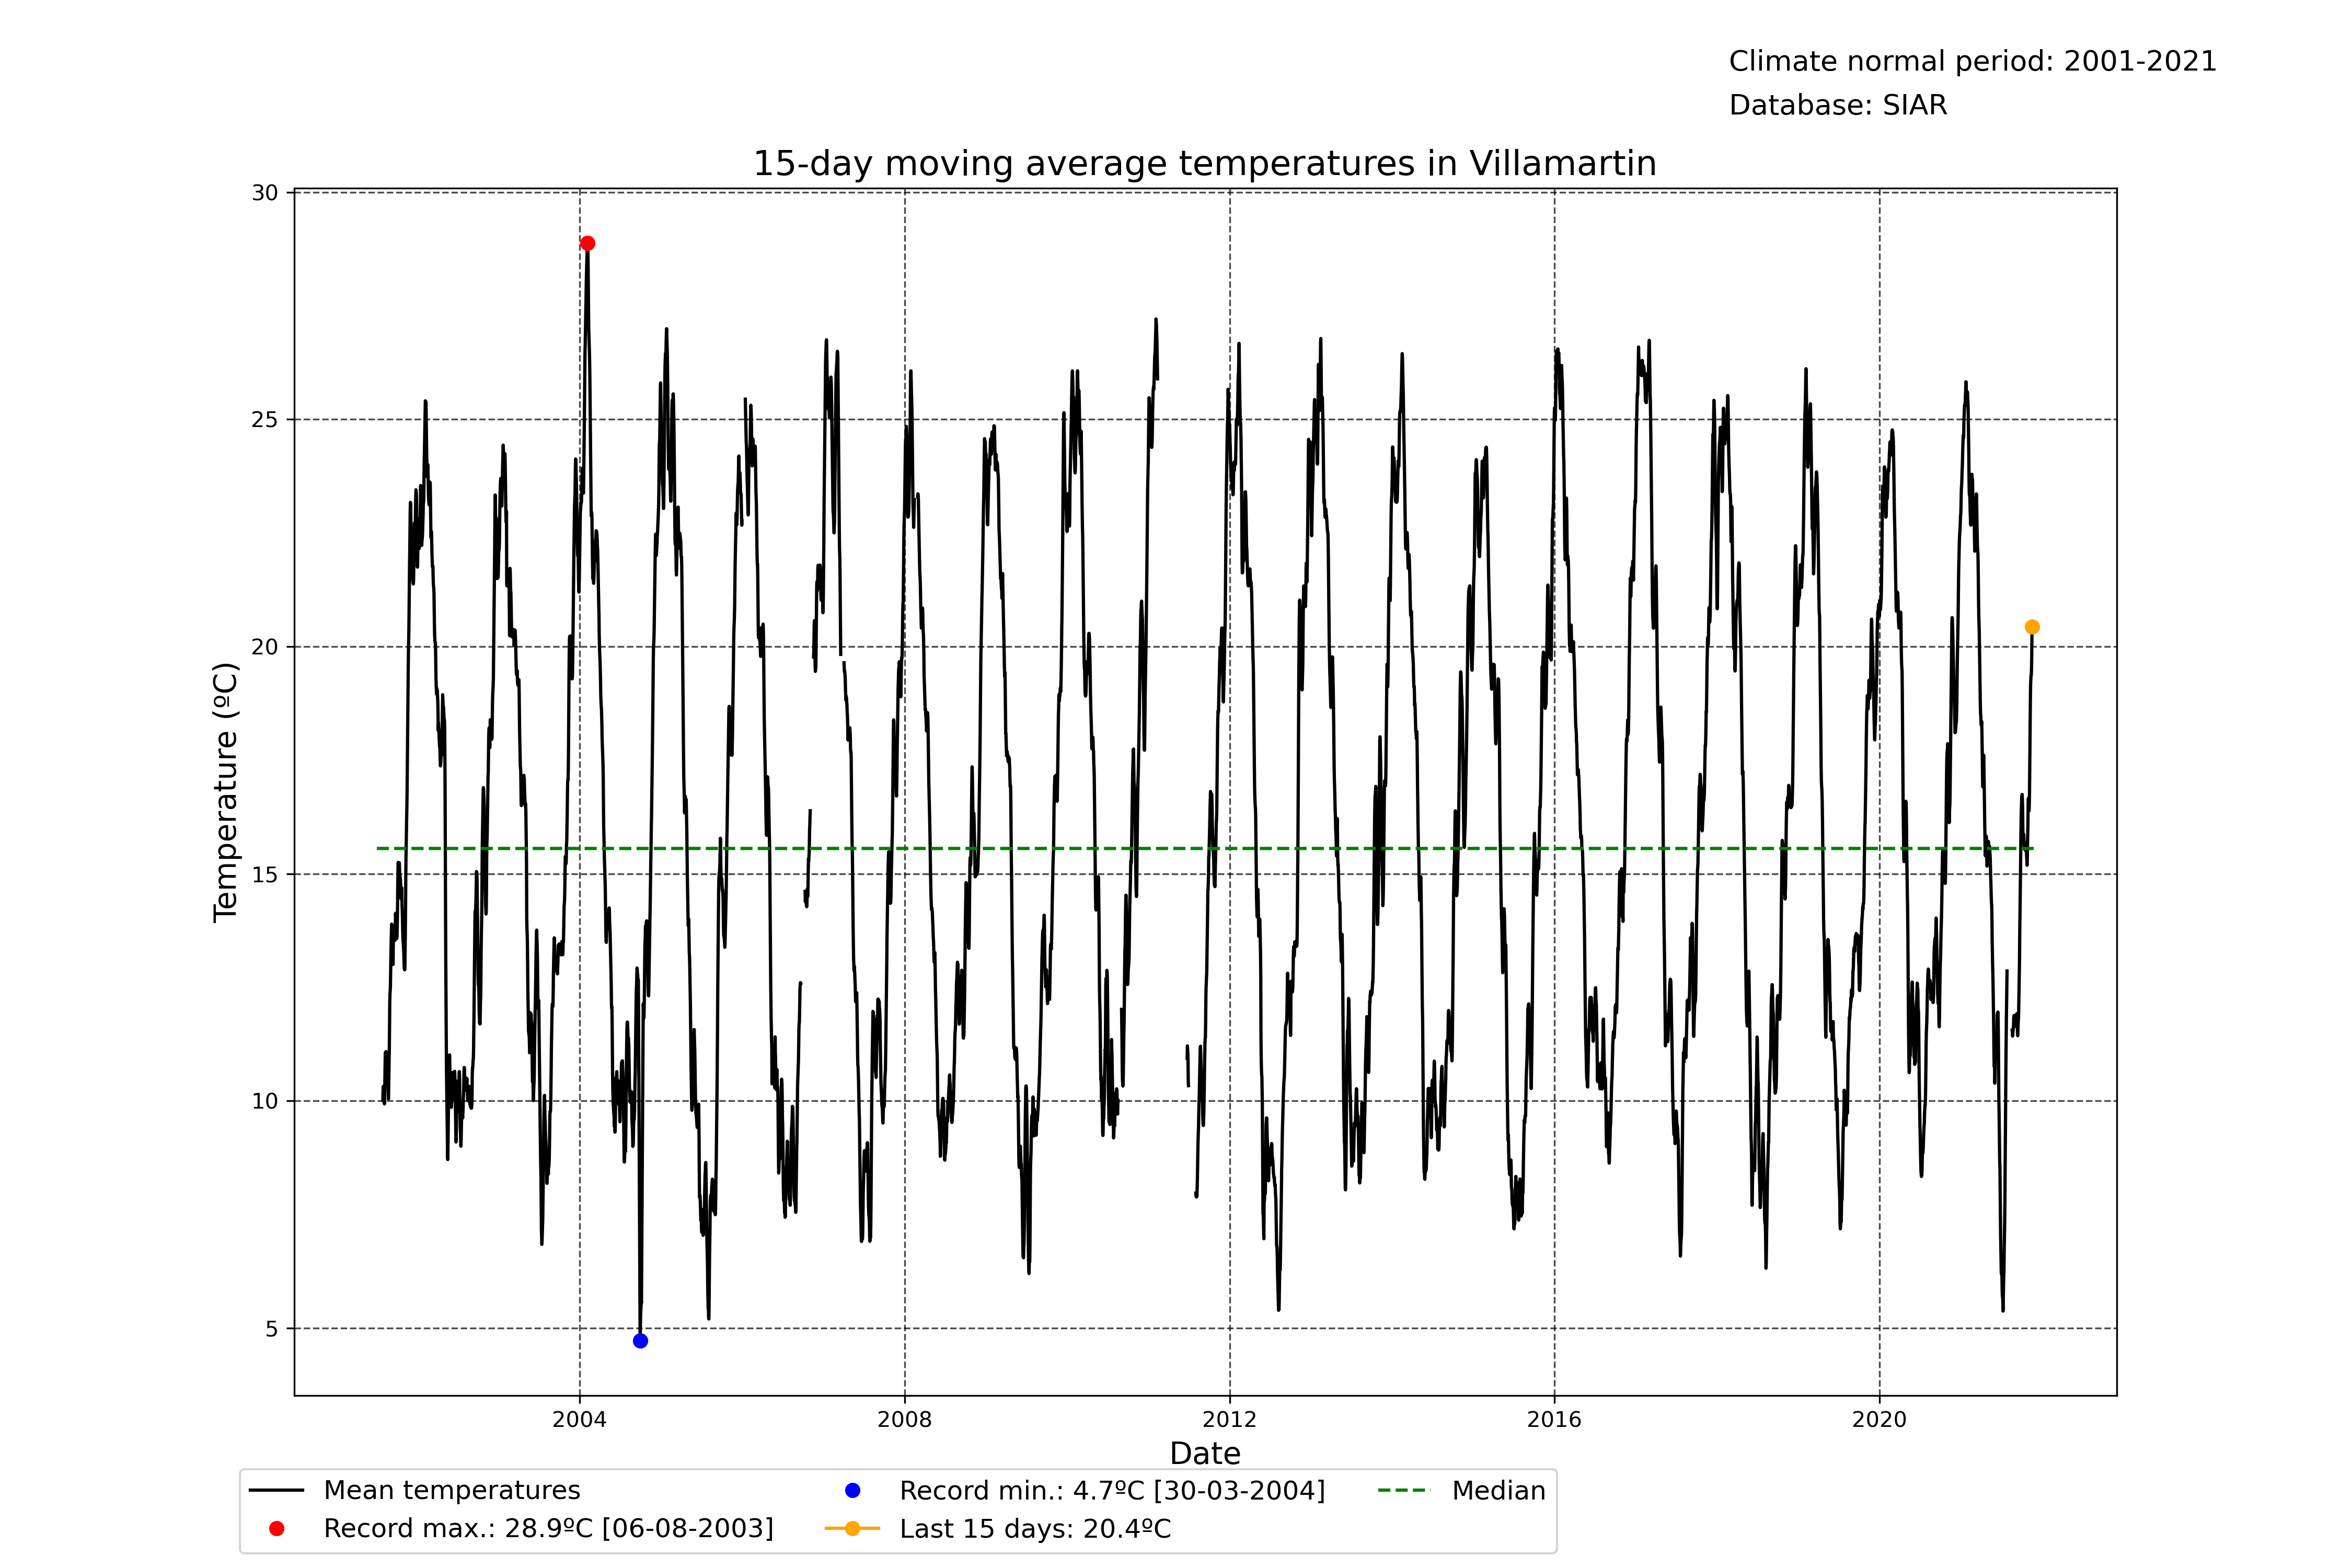 Climate normal period: 2001-2021
Database: SIAR
15-day moving average temperatures in Villamartin
30
25
20
15
10
5
Temperature (ºC)
2004 2008 2012 2016 2020
Date
Mean temperatures
Record max.: 28.9ºC [06-08-2003]
Record min.: 4.7ºC [30-03-2004]
Last 15 days: 20.4ºC
Median